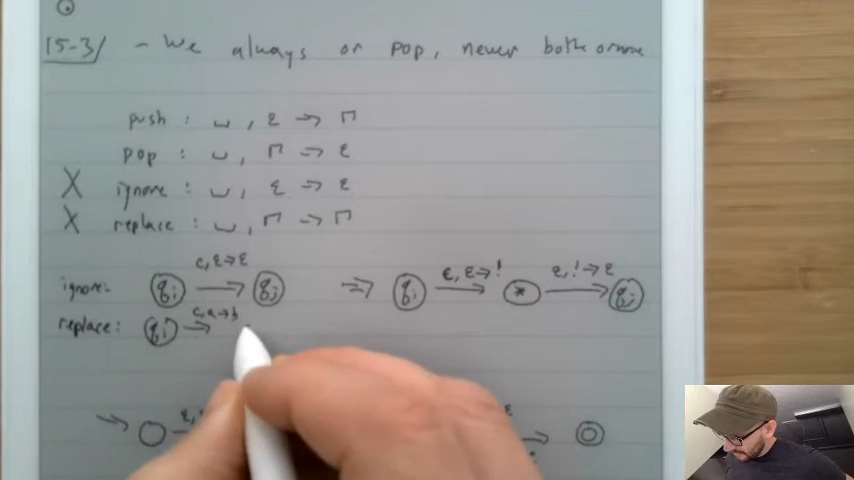 15-3/ - We always or pop, never both or none
push : ω, ε → Γ
pop : ω, Γ → ε
X ignore : ω, ε → ε
X replace : ω, Γ → Γ
ignore: qi c, ε → ε qj ⇒ qi ε, ε → ! * ε, ! → ε qj
replace: qi c, a → b